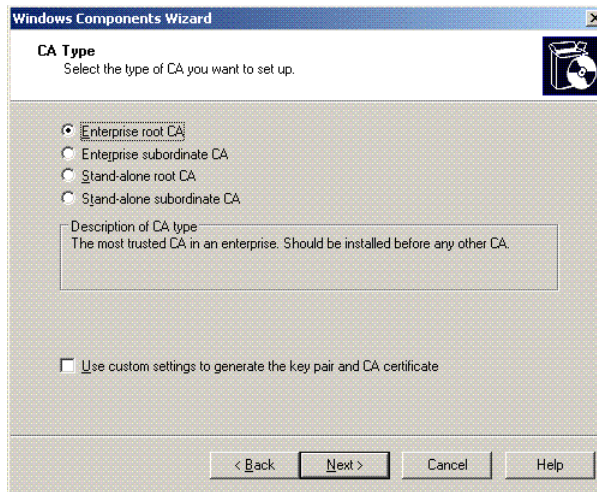 Windows Components Wizard
CA Type
Select the type of CA you want to set up.
Enterprise root CA
Enterprise subordinate CA
Stand-alone root CA
Stand-alone subordinate CA
Description of CA type
The most trusted CA in an enterprise. Should be installed before any other CA.
Use custom settings to generate the key pair and CA certificate
< Back Next > Cancel Help